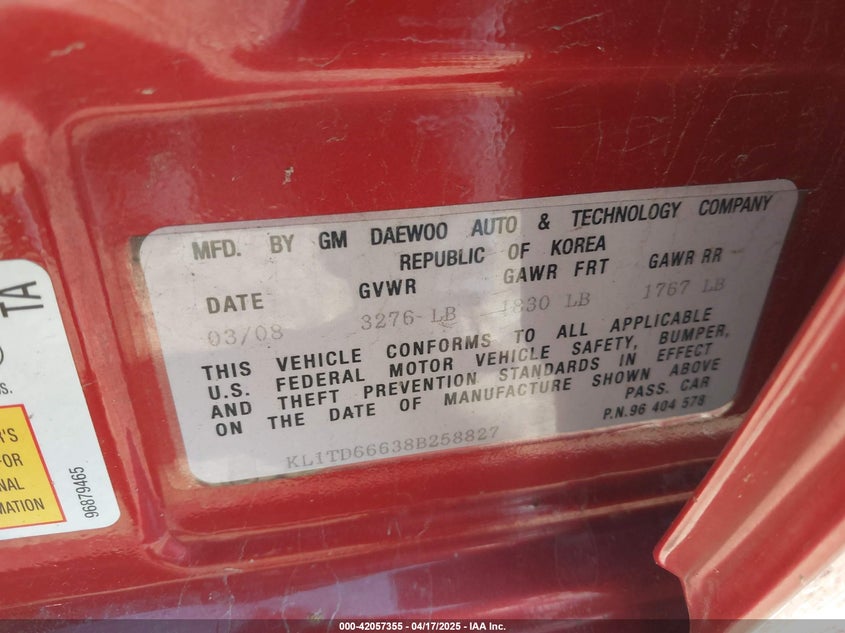 MFD. BY GM DAEWOO AUTO & TECHNOLOGY COMPANY
REPUBLIC OF KOREA
DATE GVWR GAWR FRT GAWR RR
03/08 3276 LB 1830 LB 1767 LB
THIS VEHICLE CONFORMS TO ALL APPLICABLE
U.S. FEDERAL MOTOR VEHICLE SAFETY, BUMPER,
AND THEFT PREVENTION STANDARDS IN EFFECT
ON THE DATE OF MANUFACTURE SHOWN ABOVE
PASS. CAR
P.N. 96 404 578
KL1TD66638B258827
TA
S.
R'S
FOR
NAL
MATION
96879465
000-42057355 - 04/17/2025 - IAA Inc.